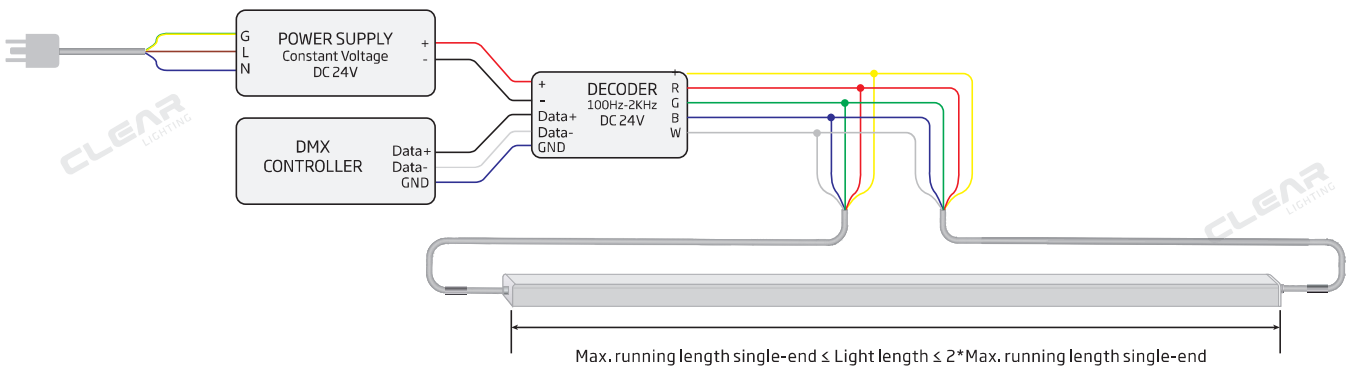 G
L
N
POWER SUPPLY
Constant Voltage
DC 24V
+
-
DMX
CONTROLLER
Data+
Data-
GND
+
-
Data+
Data-
GND
DECODER
100Hz-2KHz
DC 24V
+
R
G
B
W
CLEAR
LIGHTING
CLEAR
LIGHTING
Max. running length single-end ≤ Light length ≤ 2*Max. running length single-end